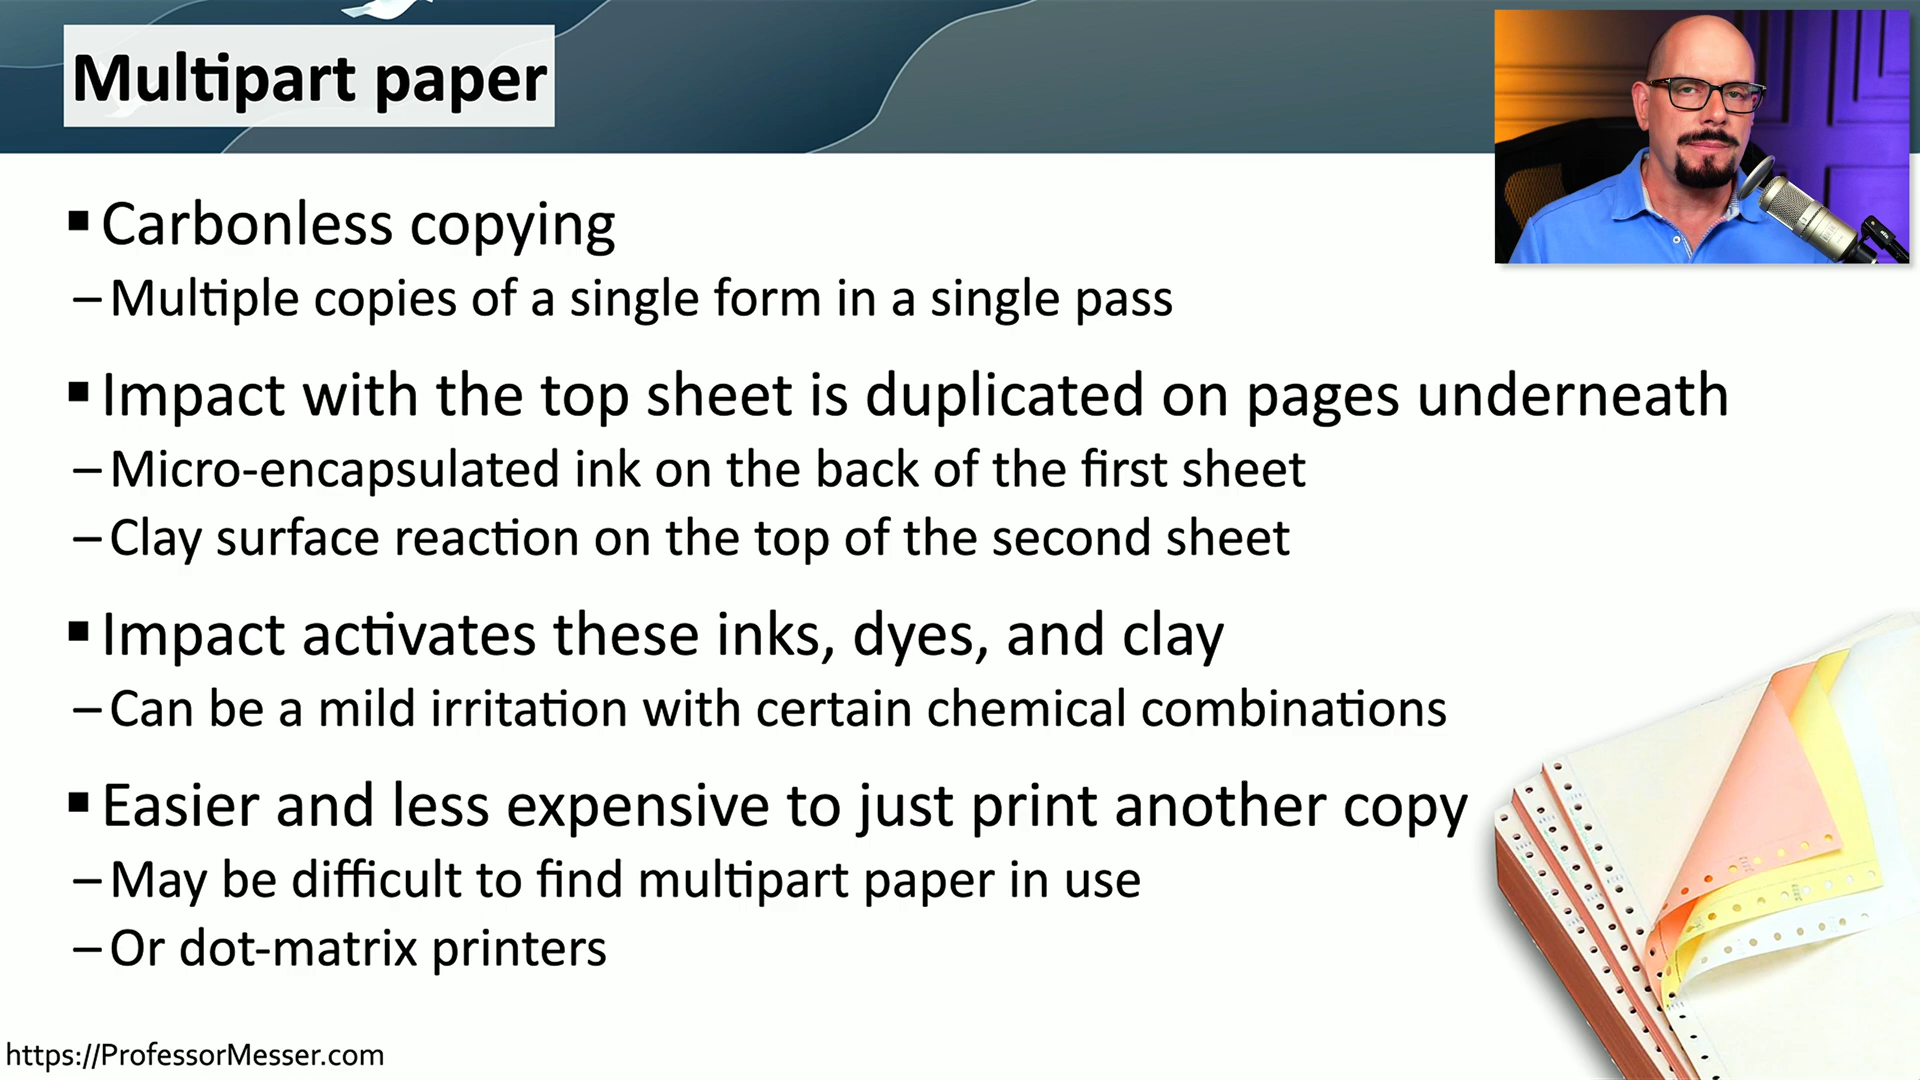 Multipart paper
▪ Carbonless copying
– Multiple copies of a single form in a single pass
▪ Impact with the top sheet is duplicated on pages underneath
– Micro-encapsulated ink on the back of the first sheet
– Clay surface reaction on the top of the second sheet
▪ Impact activates these inks, dyes, and clay
– Can be a mild irritation with certain chemical combinations
▪ Easier and less expensive to just print another copy
– May be difficult to find multipart paper in use
– Or dot-matrix printers
https://ProfessorMesser.com